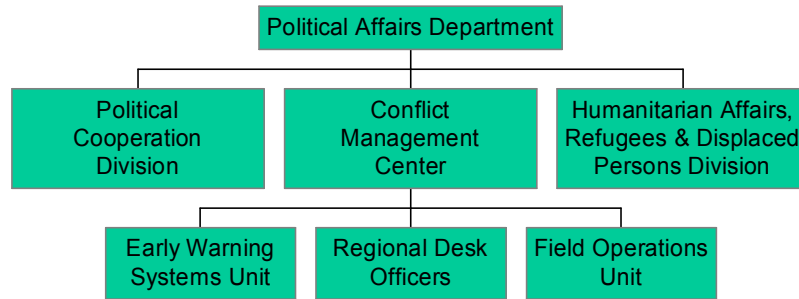 Political Affairs Department
Political
Cooperation
Division
Conflict
Management
Center
Humanitarian Affairs,
Refugees & Displaced
Persons Division
Early Warning
Systems Unit
Regional Desk
Officers
Field Operations
Unit